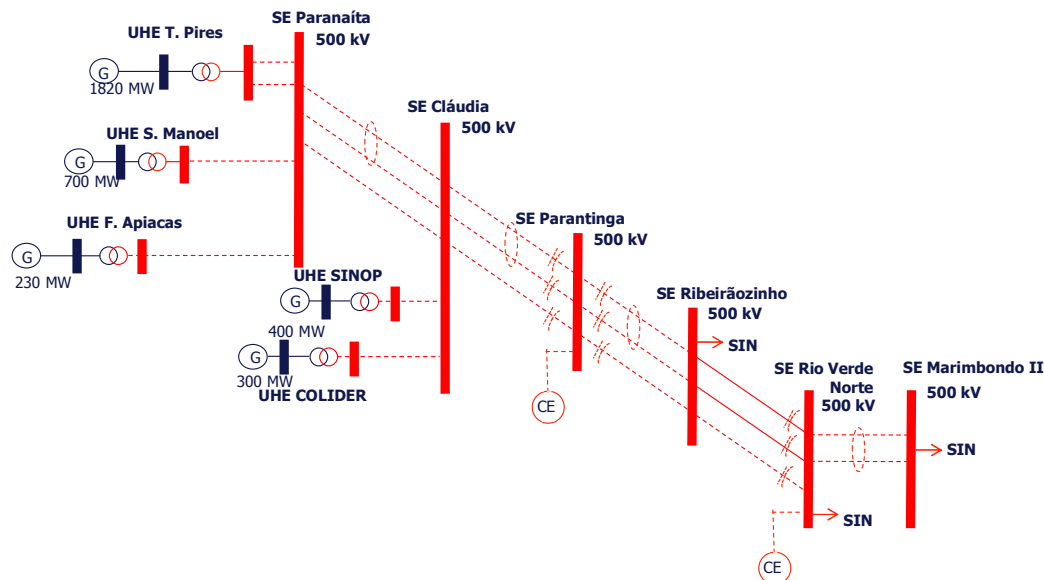 SE Paranaíta
500 kV
UHE T. Pires
G
1820 MW
SE Cláudia
500 kV
UHE S. Manoel
G
700 MW
SE Parantinga
500 kV
UHE F. Apiacas
G
230 MW
UHE SINOP
G
400 MW
SE Ribeirãozinho
500 kV
SIN
G
300 MW
UHE COLIDER
CE
SE Rio Verde
Norte
500 kV
SE Marimbondo II
500 kV
SIN
SIN
CE